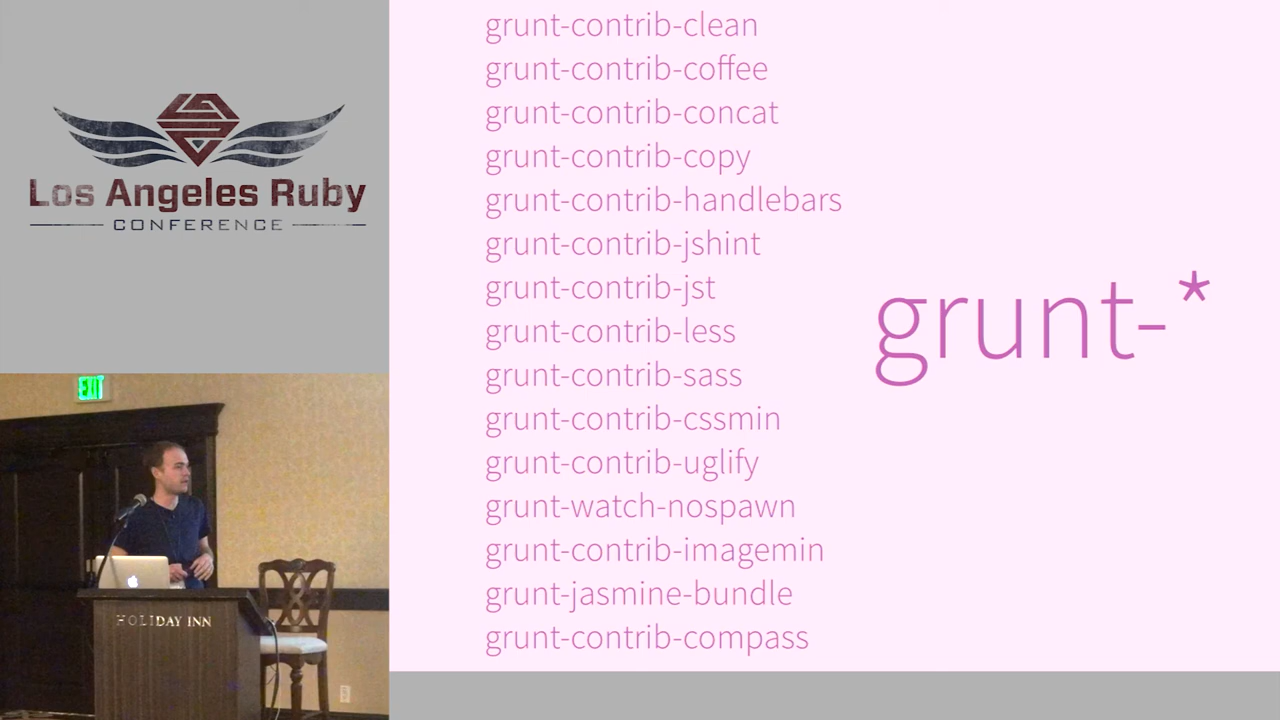 Los Angeles Ruby
CONFERENCE
EXIT
HOLIDAY INN
grunt-contrib-clean
grunt-contrib-coffee
grunt-contrib-concat
grunt-contrib-copy
grunt-contrib-handlebars
grunt-contrib-jshint
grunt-contrib-jst
grunt-contrib-less
grunt-contrib-sass
grunt-contrib-cssmin
grunt-contrib-uglify
grunt-watch-nospawn
grunt-contrib-imagemin
grunt-jasmine-bundle
grunt-contrib-compass
grunt-*